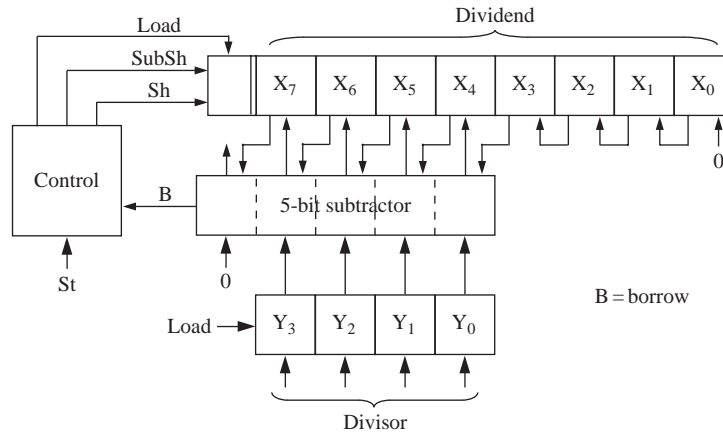 Dividend
Load
SubSh
Sh
X7 X6 X5 X4 X3 X2 X1 X0
0
Control
B
5-bit subtractor
St
0
B = borrow
Load
Y3 Y2 Y1 Y0
Divisor